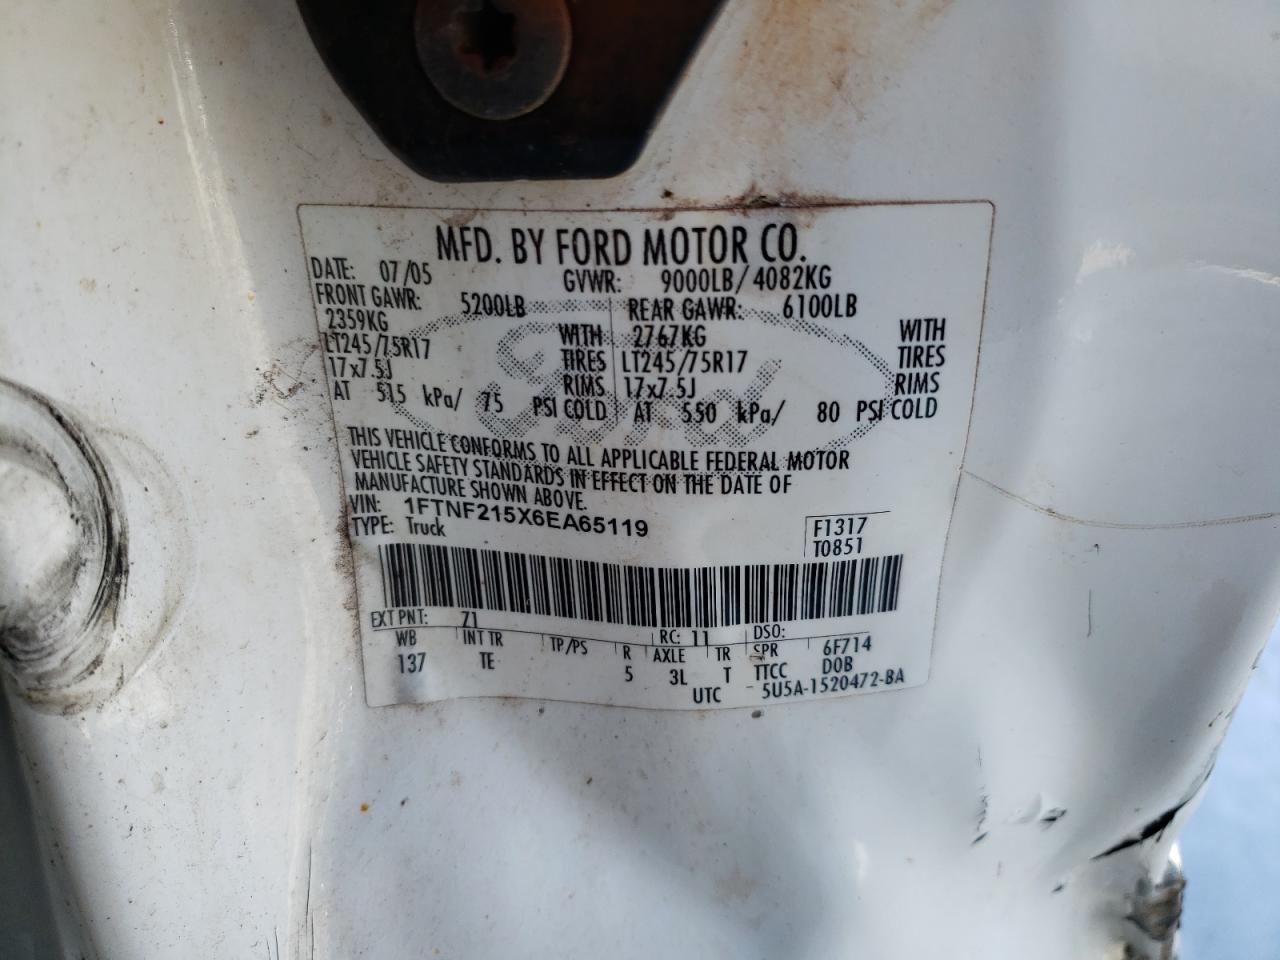 MFD. BY FORD MOTOR CO.
DATE: 07/05 GVWR: 9000LB/4082KG
FRONT GAWR: 5200LB REAR GAWR: 6100LB
2359KG WITH 2767KG WITH
LT245/75R17 TIRES LT245/75R17 TIRES
17x7.5J RIMS 17x7.5J RIMS
AT 515 kPa/ 75 PSI COLD AT 550 kPa/ 80 PSI COLD
Ford
THIS VEHICLE CONFORMS TO ALL APPLICABLE FEDERAL MOTOR
VEHICLE SAFETY STANDARDS IN EFFECT ON THE DATE OF
MANUFACTURE SHOWN ABOVE.
VIN: 1FTNF215X6EA65119
TYPE: Truck F1317
T0851
EXT PNT: Z1 RC: 11 DSO:
WB INT TR TP/PS R AXLE TR SPR 6F714
137 TE 5 3L T TTCC DOB
UTC 5U5A-1520472-BA